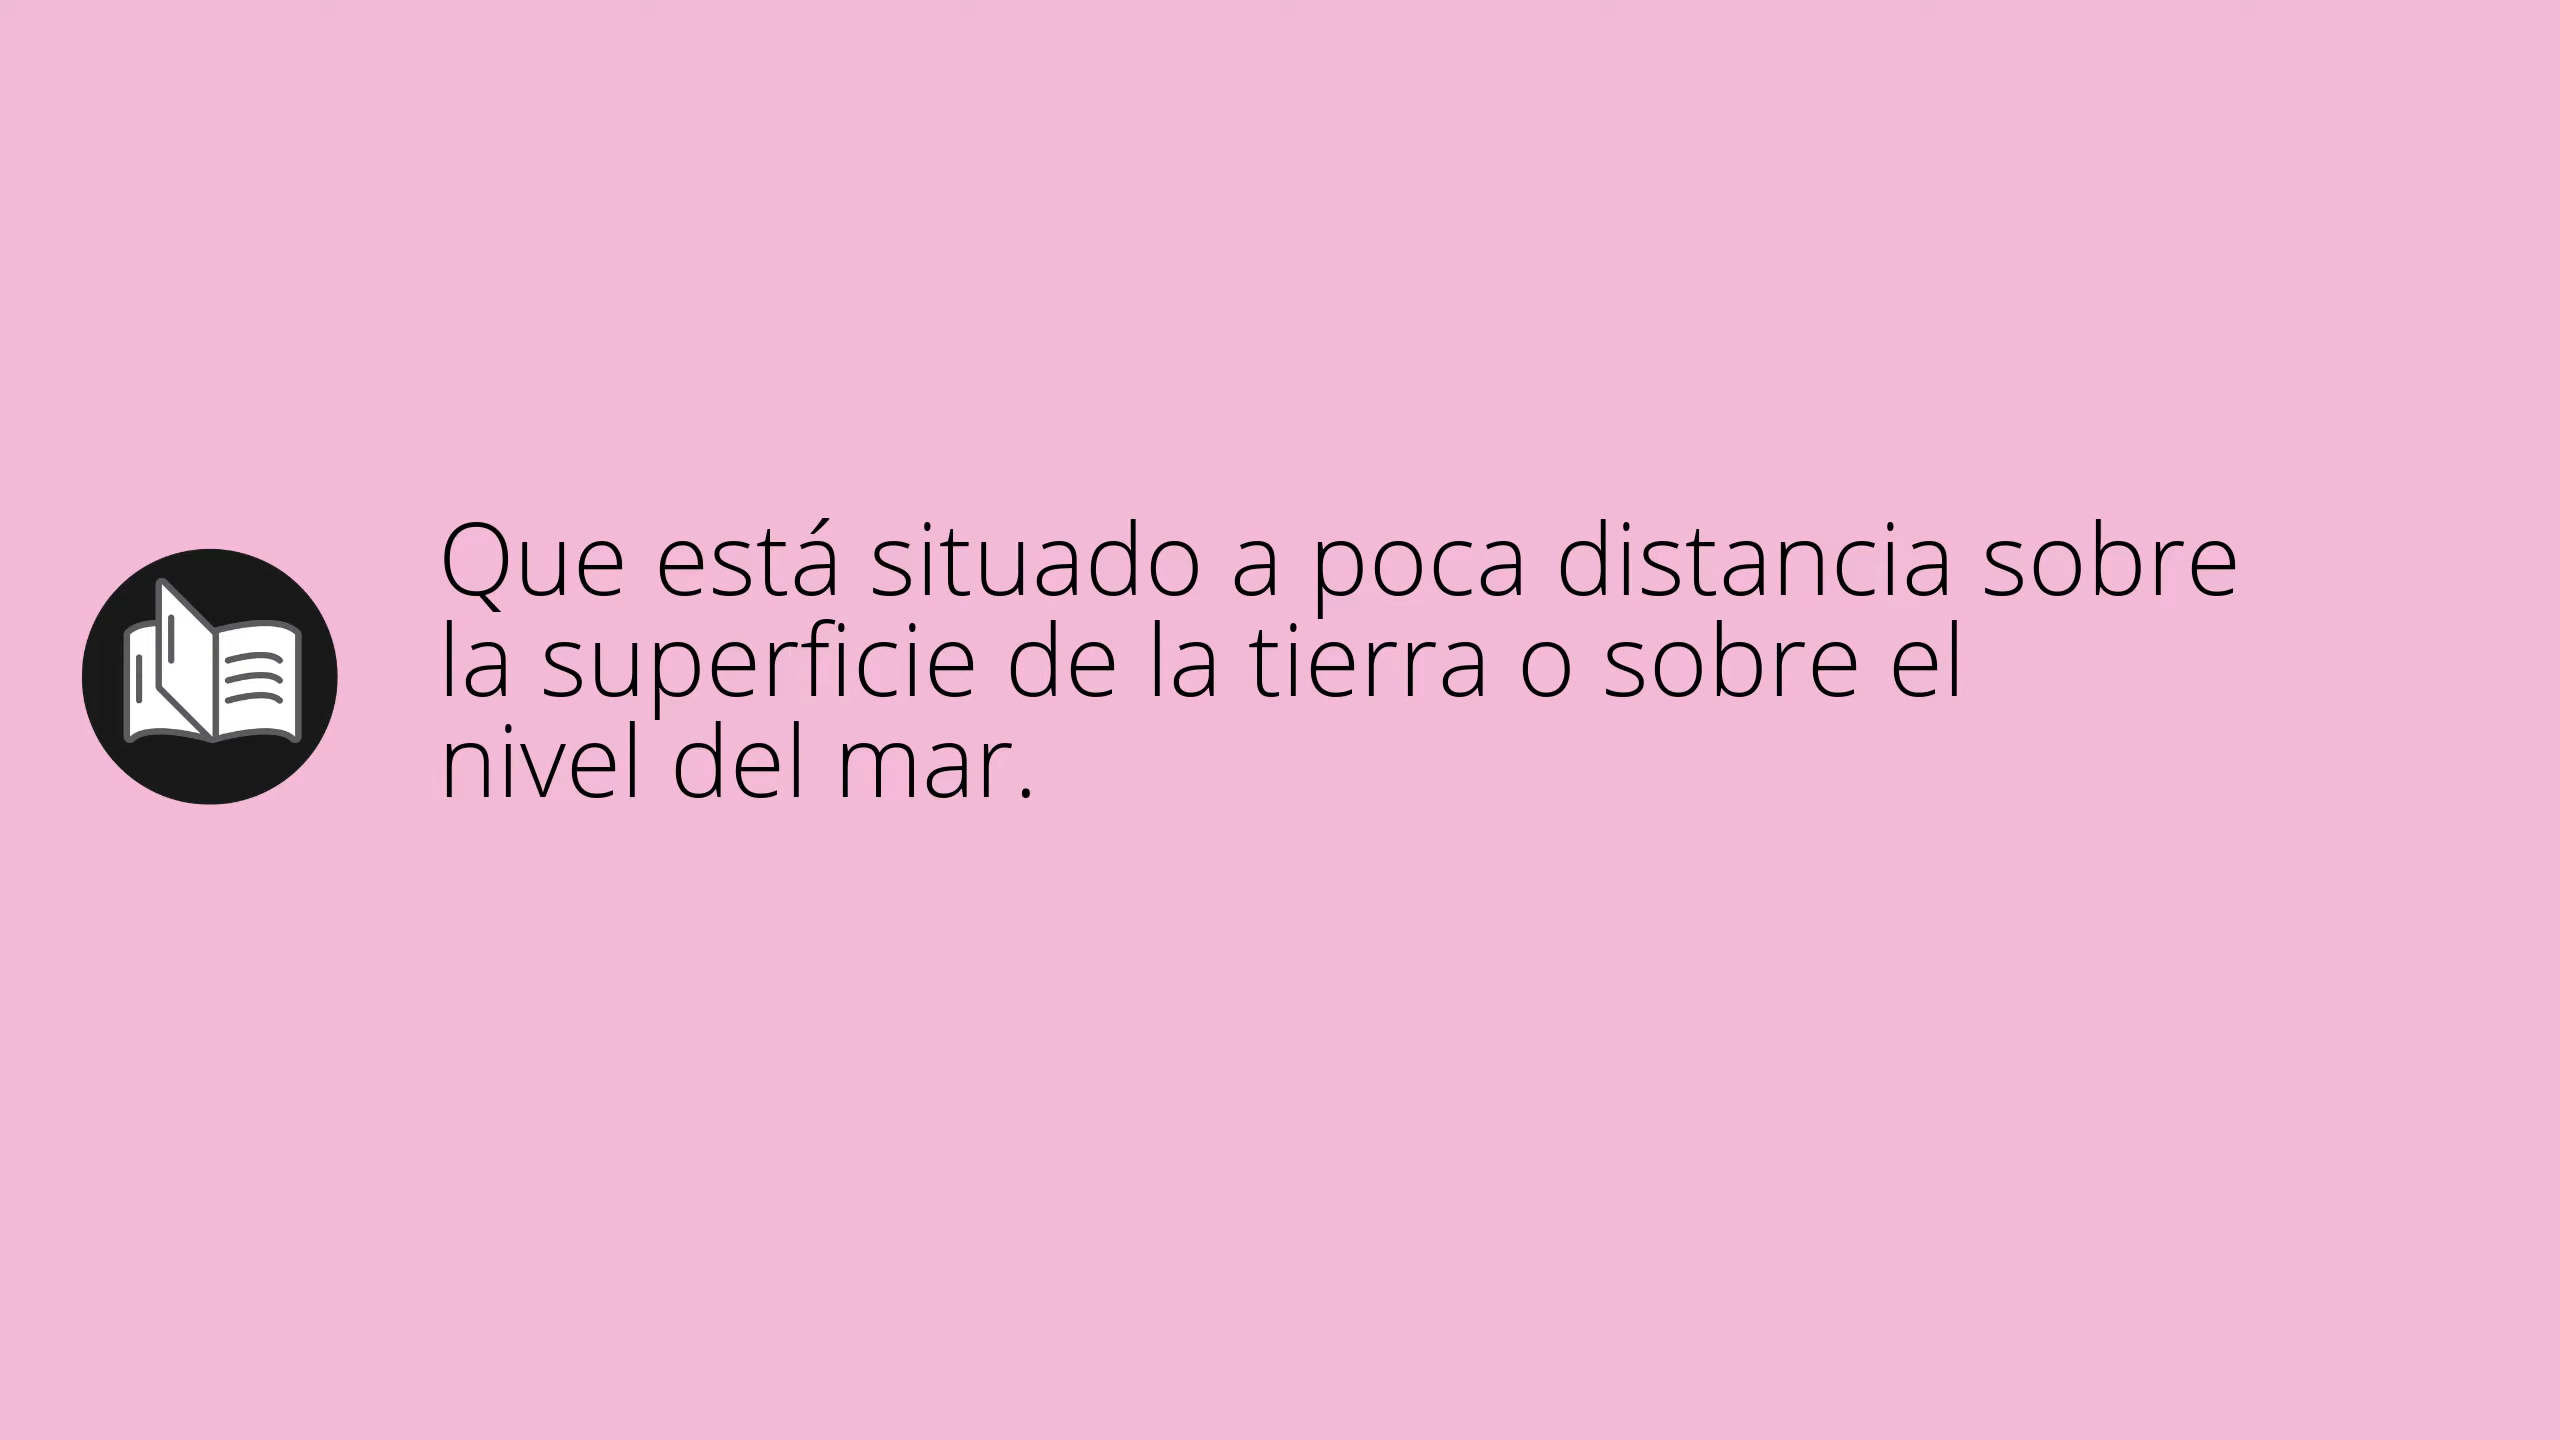 Que está situado a poca distancia sobre
la superficie de la tierra o sobre el
nivel del mar.